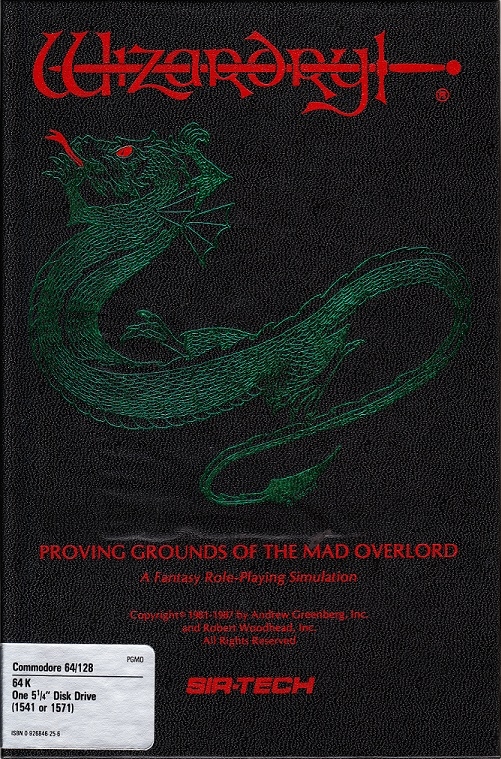 Wizardry
®
PROVING GROUNDS OF THE MAD OVERLORD
A Fantasy Role-Playing Simulation
Copyright© 1981-1987 by Andrew Greenberg, Inc.
and Robert Woodhead, Inc.
All Rights Reserved.
SIR-TECH
PGMO
Commodore 64/128
64 K
One 5¼" Disk Drive
(1541 or 1571)
ISBN 0-926846-25-6